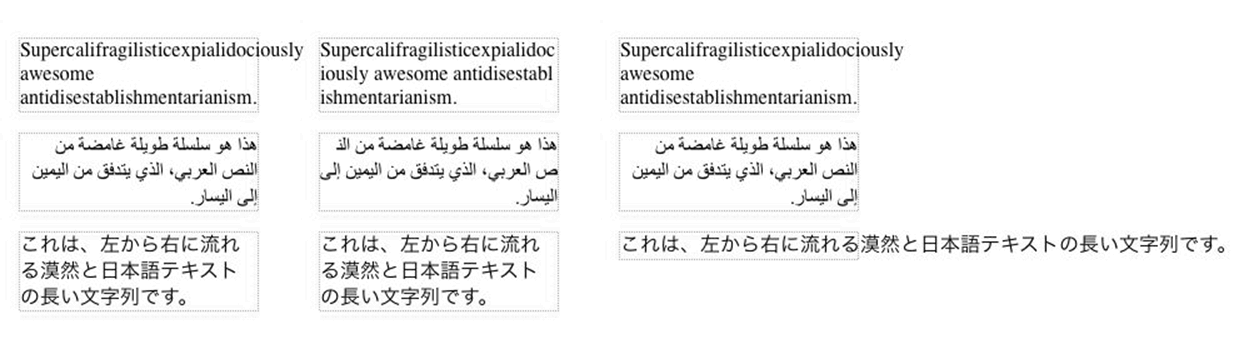 Supercalifragilisticexpialidociously
awesome
antidisestablishmentarianism.
هذا هو سلسلة طويلة غامضة من
النص العربي، الذي يتدفق من اليمين
إلى اليسار.
これは、左から右に流れ
る漠然と日本語テキスト
の長い文字列です。
Supercalifragilisticexpialidoc
iously awesome antidisestabl
ishmentarianism.
هذا هو سلسلة طويلة غامضة من الن
ص العربي، الذي يتدفق من اليمين إلى
اليسار.
これは、左から右に流れ
る漠然と日本語テキスト
の長い文字列です。
Supercalifragilisticexpialidociously
awesome
antidisestablishmentarianism.
هذا هو سلسلة طويلة غامضة من
النص العربي، الذي يتدفق من اليمين
إلى اليسار.
これは、左から右に流れる漠然と日本語テキストの長い文字列です。